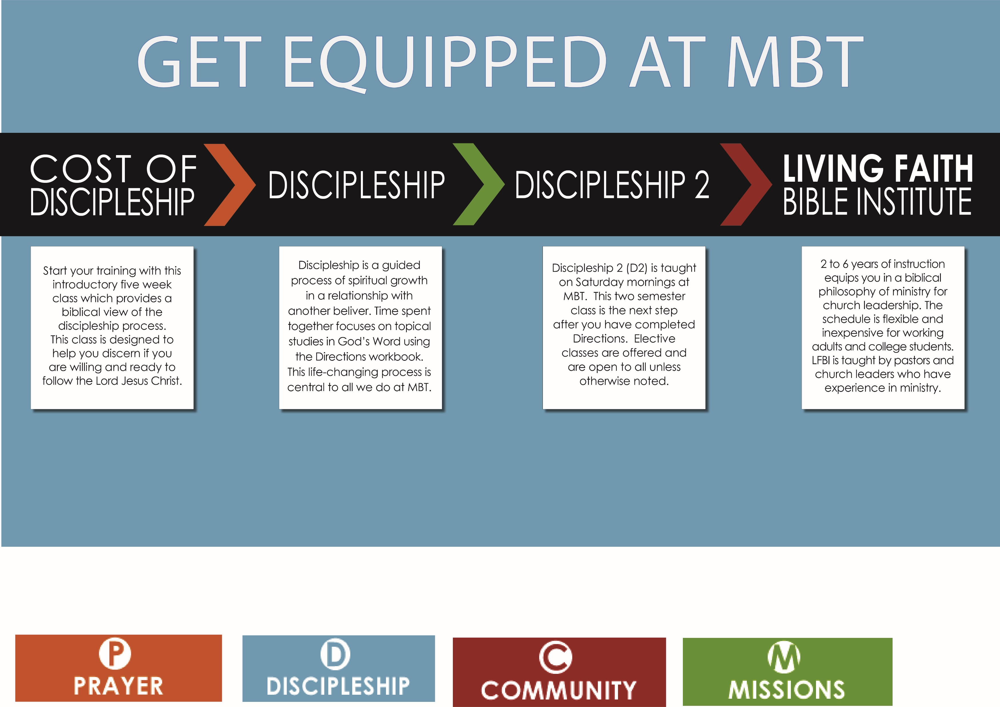 GET EQUIPPED AT MBT
COST OF
DISCIPLESHIP
DISCIPLESHIP
DISCIPLESHIP 2
LIVING FAITH
BIBLE INSTITUTE
Start your training with this
introductory five week
class which provides a
biblical view of the
discipleship process.
This class is designed to
help you discern if you
are willing and ready to
follow the Lord Jesus Christ.
Discipleship is a guided
process of spiritual growth
in a relationship with
another beliver. Time spent
together focuses on topical
studies in God's Word using
the Directions workbook.
This life-changing process is
central to all we do at MBT.
Discipleship 2 (D2) is taught
on Saturday mornings at
MBT.  This two semester
class is the next step
after you have completed
Directions.  Elective
classes are offered and
are open to all unless
otherwise noted.
2 to 6 years of instruction
equips you in a biblical
philosophy of ministry for
church leadership. The
schedule is flexible and
inexpensive for working
adults and college students.
LFBI is taught by pastors and
church leaders who have
experience in ministry.
P
PRAYER
D
DISCIPLESHIP
C
COMMUNITY
M
MISSIONS